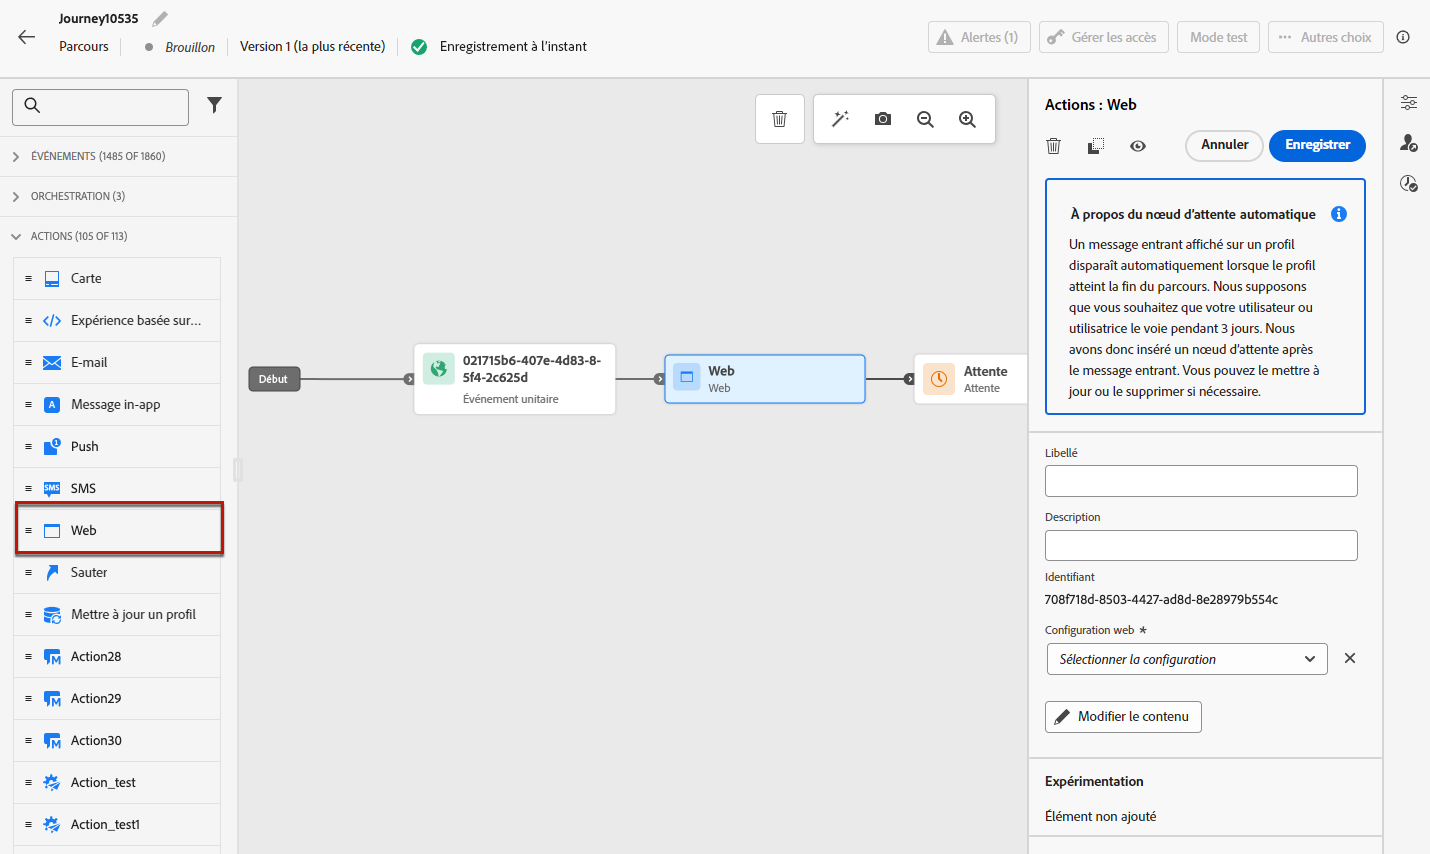 Journey10535
Parcours
Brouillon
Version 1 (la plus récente)
Enregistrement à l'instant
Alertes (1)
Gérer les accès
Mode test
Autres choix
ÉVÉNEMENTS (1485 OF 1860)
ORCHESTRATION (3)
ACTIONS (105 OF 113)
Carte
Expérience basée sur...
E-mail
Message in-app
Push
SMS
Web
Sauter
Mettre à jour un profil
Action28
Action29
Action30
Action_test
Action_test1
Début
021715b6-407e-4d83-8-
5f4-2c625d
Événement unitaire
Web
Web
Attente
Attente
Actions : Web
Annuler
Enregistrer
À propos du nœud d'attente automatique
Un message entrant affiché sur un profil
disparaît automatiquement lorsque le profil
atteint la fin du parcours. Nous supposons
que vous souhaitez que votre utilisateur ou
utilisatrice le voie pendant 3 jours. Nous
avons donc inséré un nœud d'attente après
le message entrant. Vous pouvez le mettre à
jour ou le supprimer si nécessaire.
Libellé
Description
Identifiant
708f718d-8503-4427-ad8d-8e28979b554c
Configuration web *
Sélectionner la configuration
Modifier le contenu
Expérimentation
Élément non ajouté